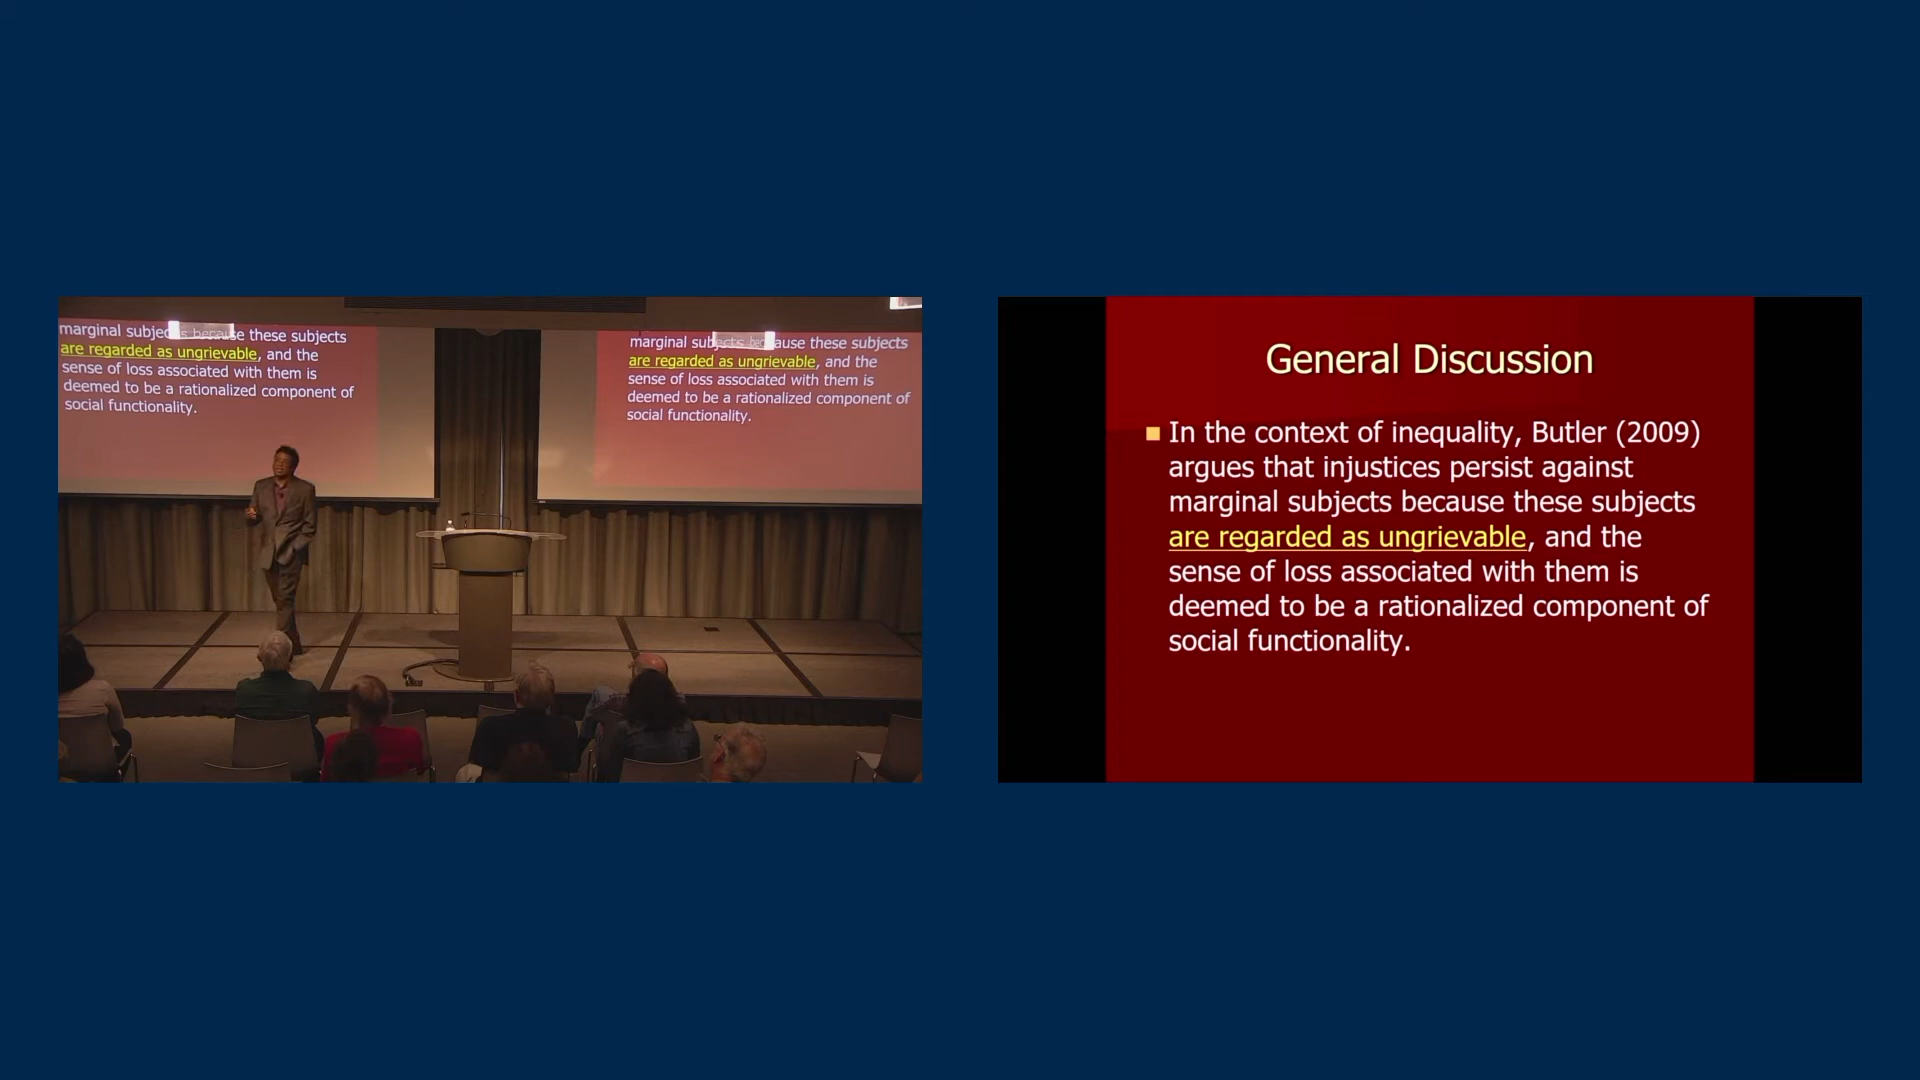 marginal subjects because these subjects
are regarded as ungrievable, and the
sense of loss associated with them is
deemed to be a rationalized component of
social functionality.
marginal subjects because these subjects
are regarded as ungrievable, and the
sense of loss associated with them is
deemed to be a rationalized component of
social functionality.
General Discussion
In the context of inequality, Butler (2009)
argues that injustices persist against
marginal subjects because these subjects
are regarded as ungrievable, and the
sense of loss associated with them is
deemed to be a rationalized component of
social functionality.